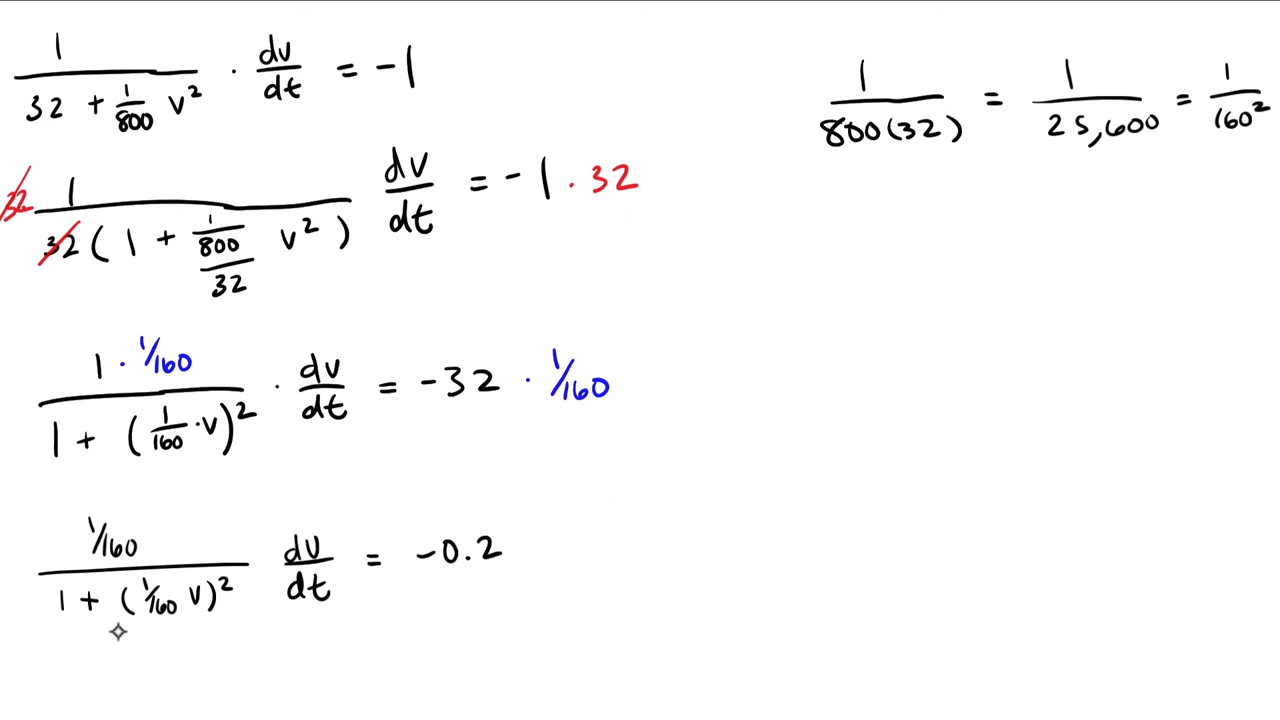 1/(32 + 1/800 v²) · dv/dt = -1
1/(800(32)) = 1/25,600 = 1/160²
32 1/(32(1 + (1/800)/32 v²)) dv/dt = -1 · 32
(1 · 1/160)/(1 + (1/160 · v)²) · dv/dt = -32 · 1/160
(1/160)/(1 + (1/160 v)²) dv/dt = -0.2